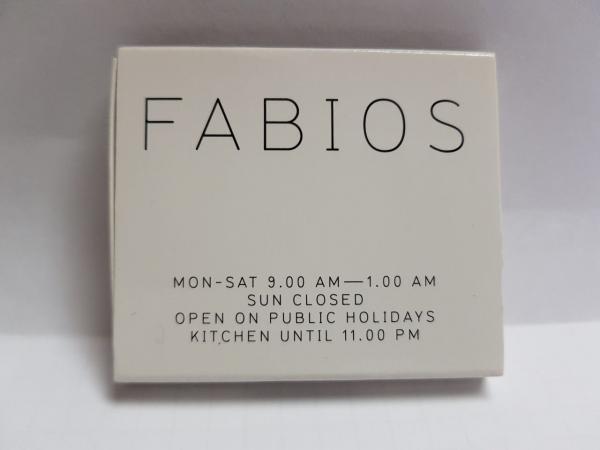 FABIOS
MON-SAT 9.00 AM—1.00 AM
SUN CLOSED
OPEN ON PUBLIC HOLIDAYS
KITCHEN UNTIL 11.00 PM